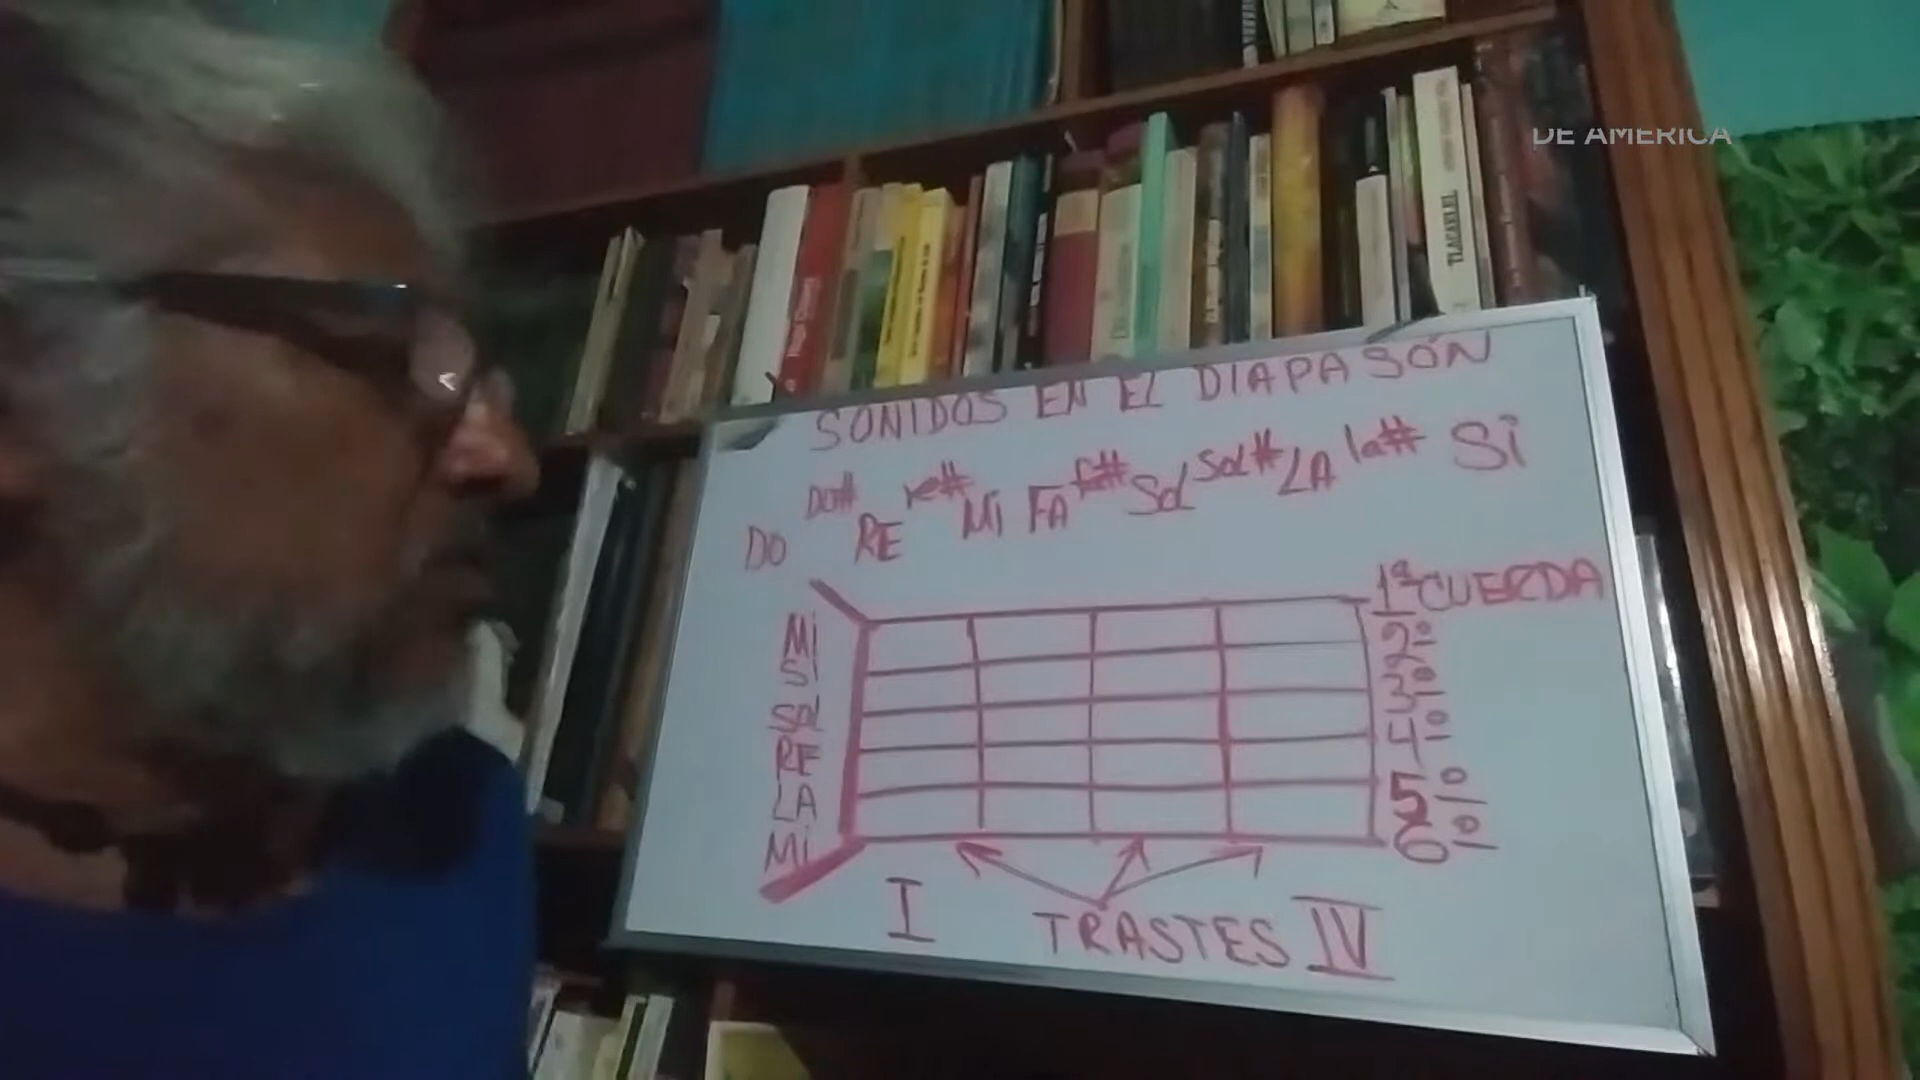 DE AMERICA
TLACAELEL
SONIDOS EN EL DIAPASÓN
DO DO# RE re# Mi FA f# Sol Sol# LA la# Si
1ª CUERDA
Mi 2º
Si 3º
Sol 4º
RE 5º
LA 6º
Mi
I TRASTES IV